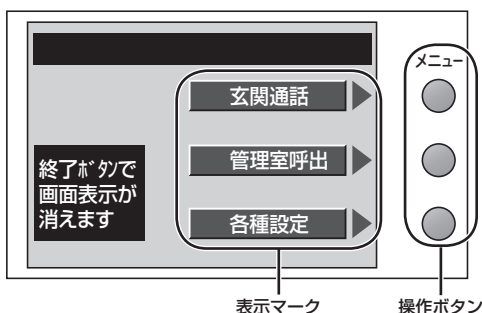 メニュー
玄関通話
管理室呼出
各種設定
終了ボタンで
画面表示が
消えます
表示マーク
操作ボタン